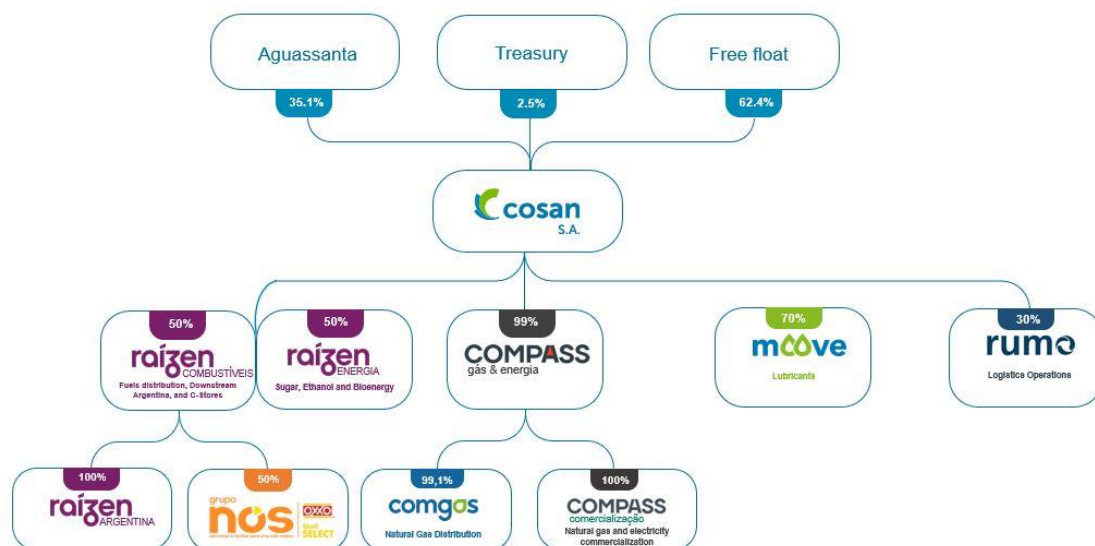 Aguassanta
Treasury
Free float
35.1%
2.5%
62.4%
cosan
S.A.
50%
raízen
COMBUSTÍVEIS
Fuels distribution, Downstream
Argentina, and C-Stores
50%
raízen
ENERGIA
Sugar, Ethanol and Bioenergy
99%
COMPASS
gás & energia
70%
moove
Lubricants
30%
rumo
Logistics Operations
100%
raízen
ARGENTINA
50%
grupo
nós
OXXO
Shell
SELECT
99,1%
comgas
Natural Gas Distribution
100%
COMPASS
comercialização
Natural gas and electricity
commercialization